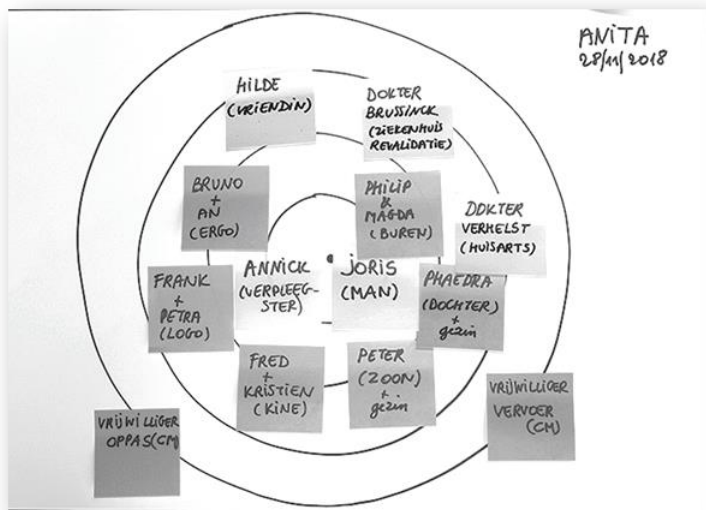 ANITA
28/11/2018
HILDE
(VRIENDIN)
DOKTER
BRUSSINCK
(ZIEKENHUIS
REVALIDATIE)
BRUNO
+
AN
(ERGO)
PHILIP
&
MAGDA
(BUREN)
DOKTER
VERHELST
(HUISARTS)
ANNICK
(VERPLEEG-
STER)
JORIS
(MAN)
FRANK
+
PETRA
(LOGO)
PHAEDRA
(DOCHTER)
+
gezin
FRED
+
KRISTIEN
(KINE)
PETER
(ZOON)
+
gezin
VRIJWILLIGER
OPPAS(CM)
VRIJWILLIGER
VERVOER
(CM)